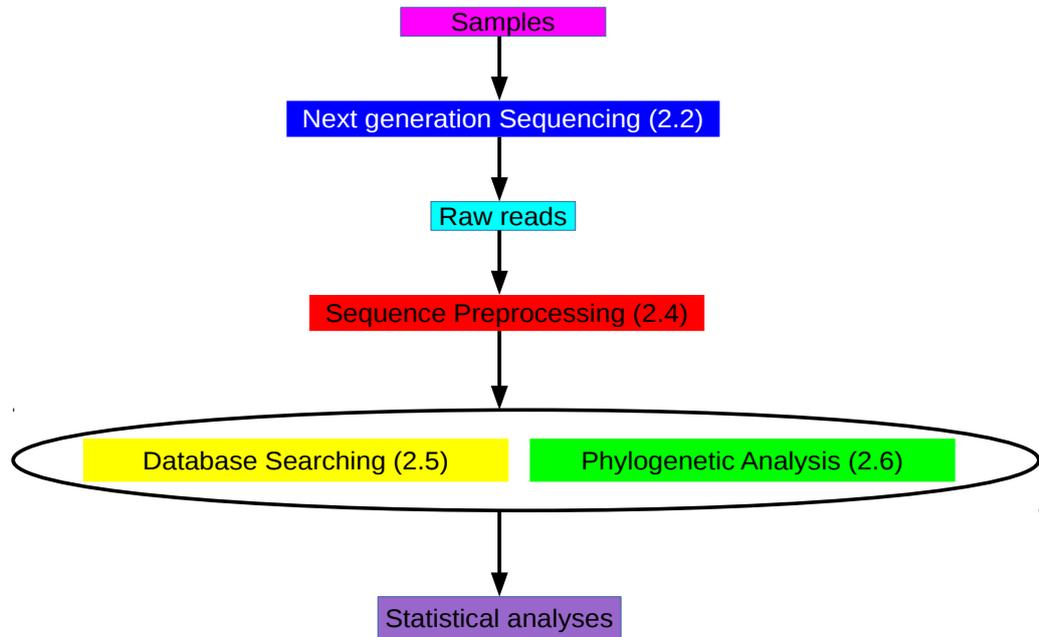 Samples
Next generation Sequencing (2.2)
Raw reads
Sequence Preprocessing (2.4)
Database Searching (2.5)
Phylogenetic Analysis (2.6)
Statistical analyses